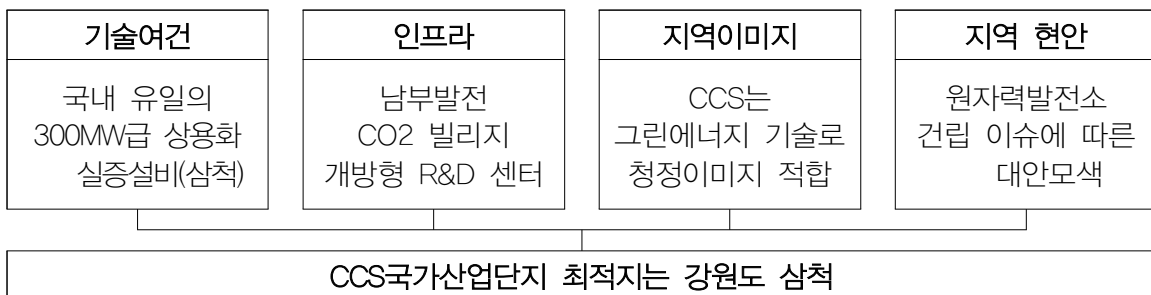 기술여건
국내 유일의
300MW급 상용화
실증설비(삼척)
인프라
남부발전
CO2 빌리지
개방형 R&D 센터
지역이미지
CCS는
그린에너지 기술로
청정이미지 적합
지역 현안
원자력발전소
건립 이슈에 따른
대안모색
CCS국가산업단지 최적지는 강원도 삼척